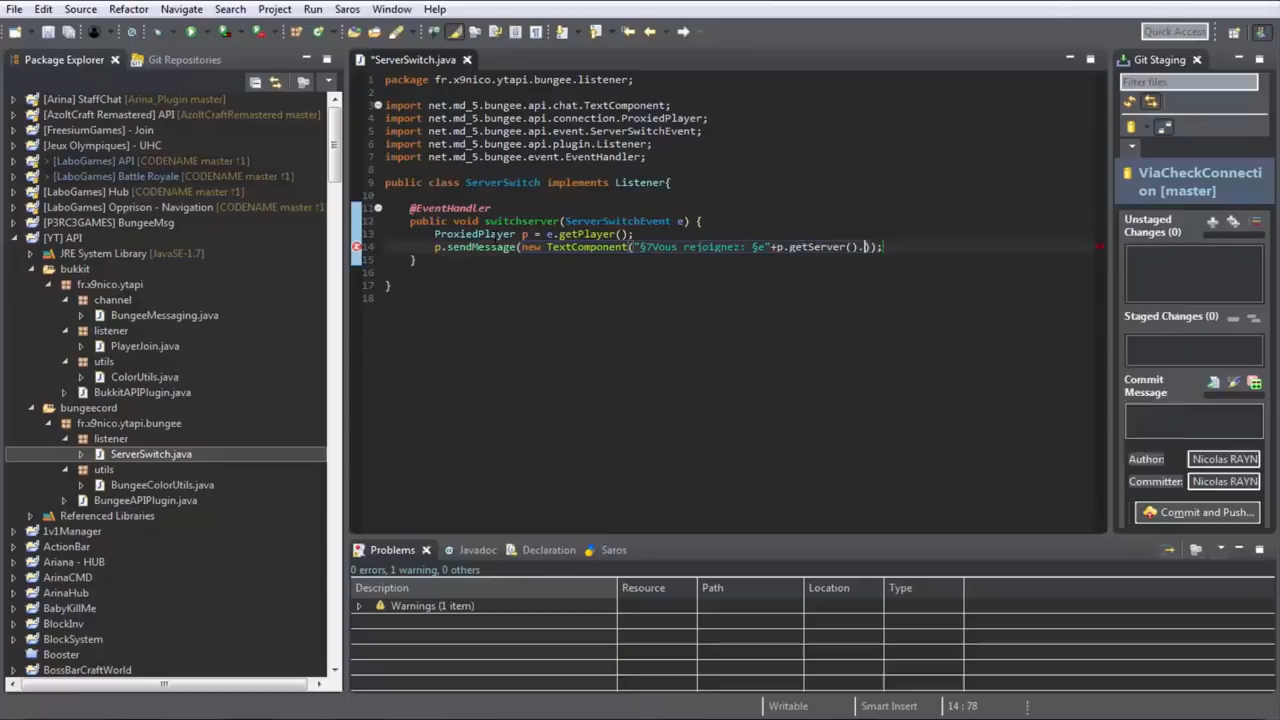 File Edit Source Refactor Navigate Search Project Run Saros Window Help
Quick Access
Package Explorer
Git Repositories
[Arina] StaffChat [Arina_Plugin master]
[AzoltCraft Remastered] API [AzoltCraftRemastered master]
[FreesiumGames] - Join
[Jeux Olympiques] - UHC
> [LaboGames] API [CODENAME master ↑1]
> [LaboGames] Battle Royale [CODENAME master ↑1]
[LaboGames] Hub [CODENAME master ↑1]
[LaboGames] Opprison - Navigation [CODENAME master ↑1]
[P3RC3GAMES] BungeeMsg
[YT] API
JRE System Library [JavaSE-1.7]
bukkit
fr.x9nico.ytapi
channel
BungeeMessaging.java
listener
PlayerJoin.java
utils
ColorUtils.java
BukkitAPIPlugin.java
bungeecord
fr.x9nico.ytapi.bungee
listener
ServerSwitch.java
utils
BungeeColorUtils.java
BungeeAPIPlugin.java
Referenced Libraries
1v1Manager
ActionBar
Ariana - HUB
ArinaCMD
ArinaHub
BabyKillMe
BlockInv
BlockSystem
Booster
BossBarCraftWorld
*ServerSwitch.java
1 package fr.x9nico.ytapi.bungee.listener;
2
3 import net.md_5.bungee.api.chat.TextComponent;
4 import net.md_5.bungee.api.connection.ProxiedPlayer;
5 import net.md_5.bungee.api.event.ServerSwitchEvent;
6 import net.md_5.bungee.api.plugin.Listener;
7 import net.md_5.bungee.event.EventHandler;
8
9 public class ServerSwitch implements Listener{
10
11 @EventHandler
12 public void switchserver(ServerSwitchEvent e) {
13 ProxiedPlayer p = e.getPlayer();
14 p.sendMessage(new TextComponent("§7Vous rejoignez: §e"+p.getServer().));
15 }
16
17 }
18
Problems
Javadoc
Declaration
Saros
0 errors, 1 warning, 0 others
Description Resource Path Location Type
Warnings (1 item)
Git Staging
Filter files
ViaCheckConnecti
on [master]
Unstaged
Changes
(0)
Staged Changes (0)
Commit
Message
Author: Nicolas RAYN
Committer: Nicolas RAYN
Commit and Push...
Writable Smart Insert 14 : 78